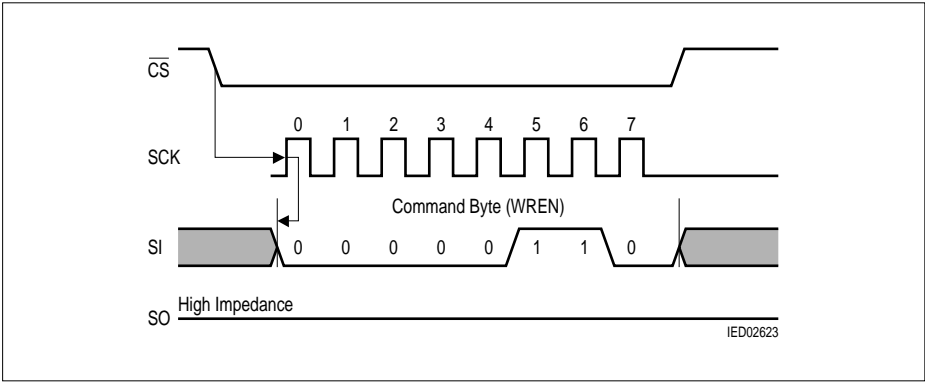 C̅S̅
0 1 2 3 4 5 6 7
SCK
Command Byte (WREN)
SI 0 0 0 0 0 1 1 0
High Impedance
SO
IED02623